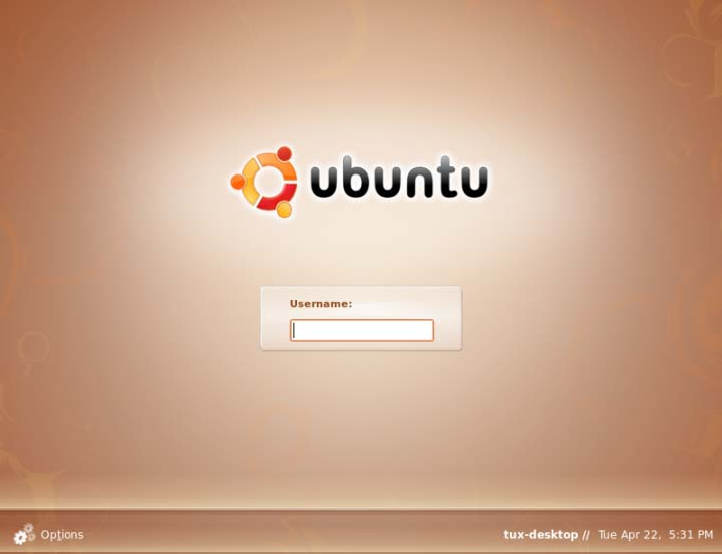 ubuntu
Username:
Options
tux-desktop // Tue Apr 22, 5:31 PM